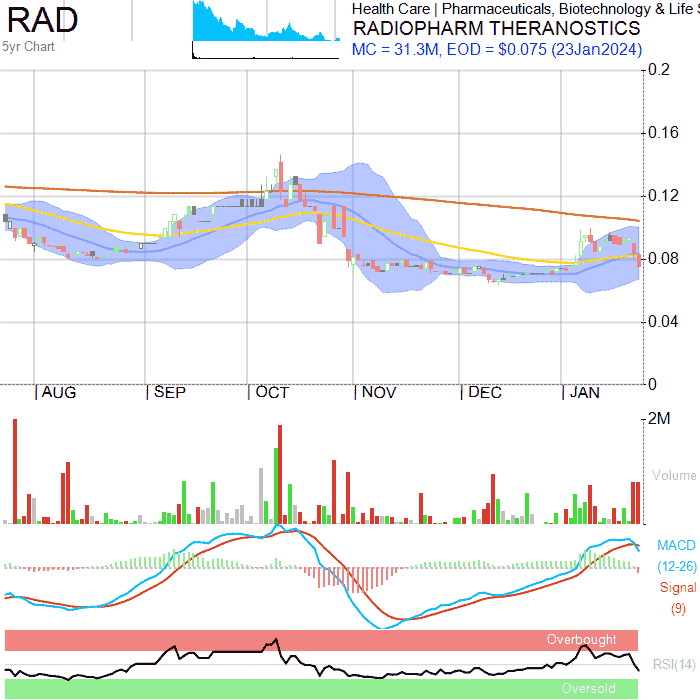 RAD
5yr Chart
Health Care | Pharmaceuticals, Biotechnology & Life
RADIOPHARM THERANOSTICS
MC = 31.3M, EOD = $0.075 (23Jan2024)
0.2
0.16
0.12
0.08
0.04
0
AUG SEP OCT NOV DEC JAN
2M
Volume
MACD
(12-26)
Signal
(9)
Overbought
RSI(14)
Oversold